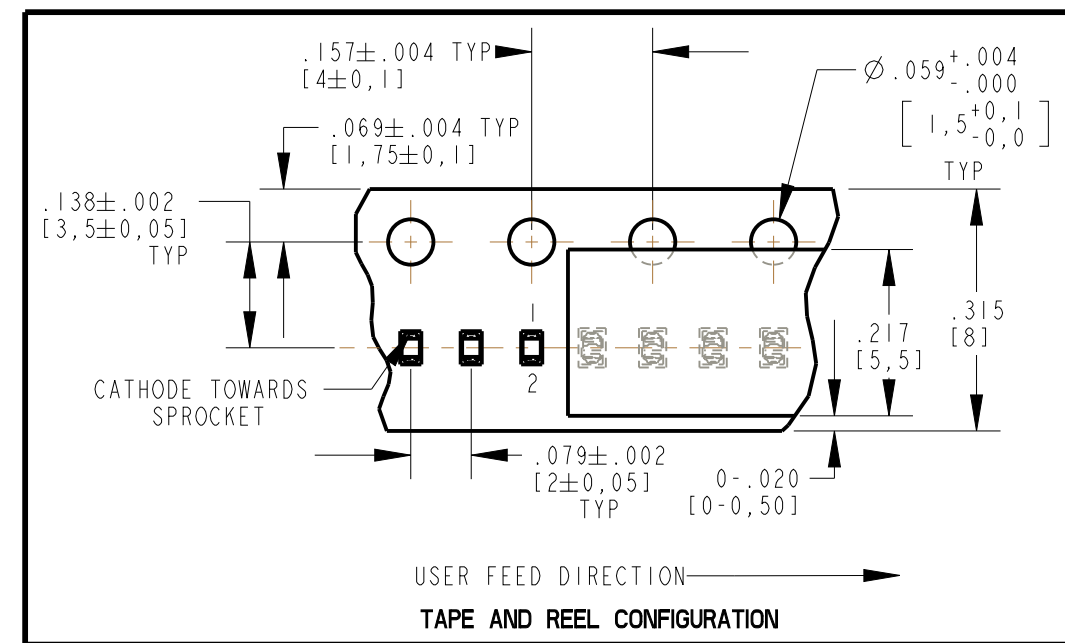 .157±.004 TYP
[4±0,1]
Ø.059 +.004
-.000
[1,5 +0,1
-0,0]
TYP
.069±.004 TYP
[1,75±0,1]
.138±.002
[3,5±0,05]
TYP
1
2
.315
[8]
.217
[5,5]
CATHODE TOWARDS
SPROCKET
.079±.002
[2±0,05]
TYP
0-.020
[0-0,50]
USER FEED DIRECTION
TAPE AND REEL CONFIGURATION